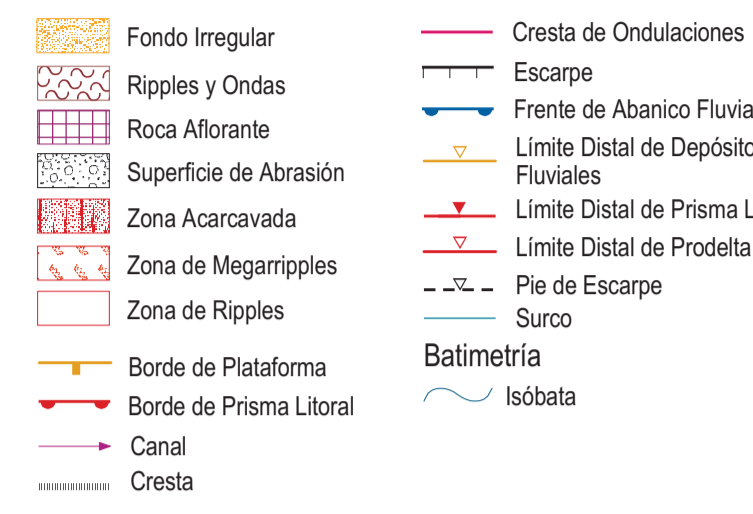 Fondo Irregular
Ripples y Ondas
Roca Aflorante
Superficie de Abrasión
Zona Acarcavada
Zona de Megarripples
Zona de Ripples
Borde de Plataforma
Borde de Prisma Litoral
Canal
Cresta
Cresta de Ondulaciones
Escarpe
Frente de Abanico Fluvia
Límite Distal de Depósito
Fluviales
Límite Distal de Prisma L
Límite Distal de Prodelta
Pie de Escarpe
Surco
Batimetría
Isóbata